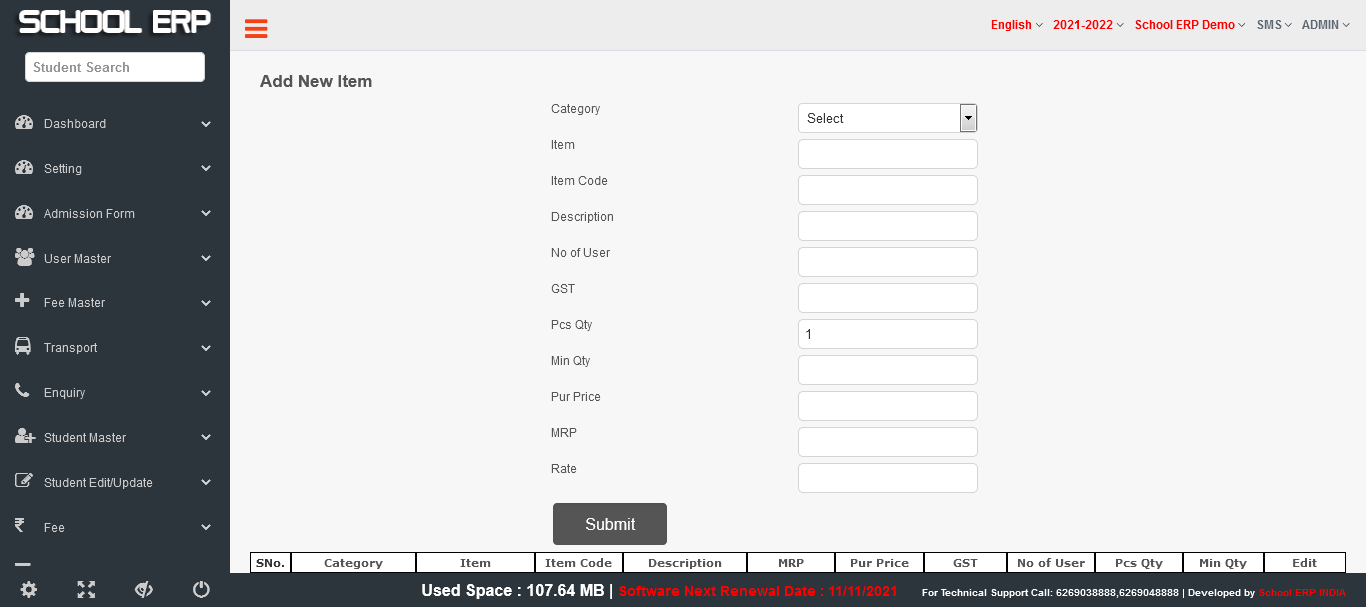 SCHOOL ERP
Student Search
Dashboard
Setting
Admission Form
User Master
Fee Master
Transport
Enquiry
Student Master
Student Edit/Update
₹ Fee
English 2021-2022 School ERP Demo SMS ADMIN
Add New Item
Category Select
Item
Item Code
Description
No of User
GST
Pcs Qty 1
Min Qty
Pur Price
MRP
Rate
Submit
SNo. Category Item Item Code Description MRP Pur Price GST No of User Pcs Qty Min Qty Edit
Used Space : 107.64 MB | Software Next Renewal Date : 11/11/2021 For Technical Support Call: 6269038888,6269048888 | Developed by School ERP INDIA